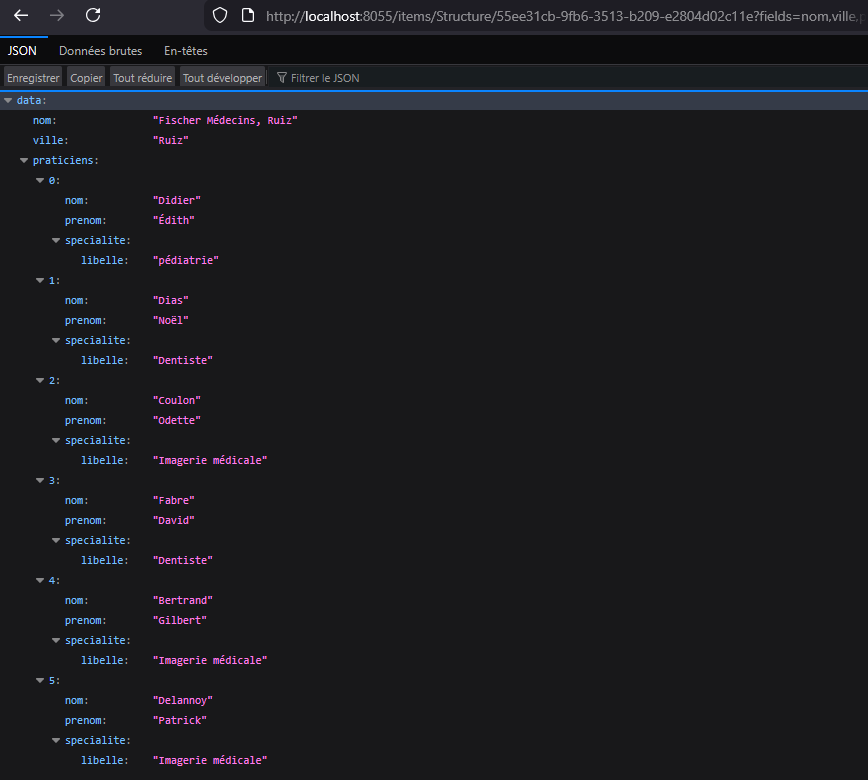 http://localhost:8055/items/Structure/55ee31cb-9fb6-3513-b209-e2804d02c11e?fields=nom,ville,
JSON Données brutes En-têtes
Enregistrer Copier Tout réduire Tout développer Filtrer le JSON
data:
nom: "Fischer Médecins, Ruiz"
ville: "Ruiz"
praticiens:
0:
nom: "Didier"
prenom: "Édith"
specialite:
libelle: "pédiatrie"
1:
nom: "Dias"
prenom: "Noël"
specialite:
libelle: "Dentiste"
2:
nom: "Coulon"
prenom: "Odette"
specialite:
libelle: "Imagerie médicale"
3:
nom: "Fabre"
prenom: "David"
specialite:
libelle: "Dentiste"
4:
nom: "Bertrand"
prenom: "Gilbert"
specialite:
libelle: "Imagerie médicale"
5:
nom: "Delannoy"
prenom: "Patrick"
specialite:
libelle: "Imagerie médicale"